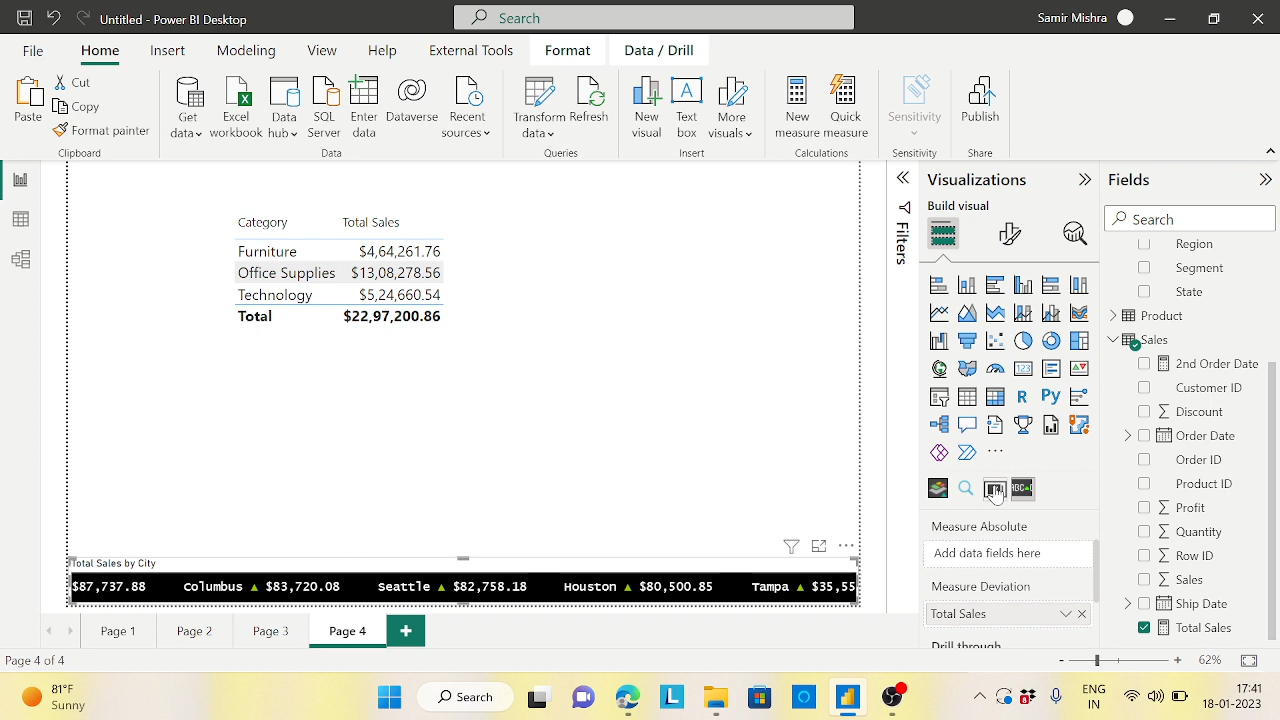 Untitled - Power BI Desktop
Search
Samir Mishra
File Home Insert Modeling View Help External Tools Format Data / Drill
Paste
Cut
Copy
Format painter
Clipboard
Get data
Excel workbook
Data hub
SQL Server
Enter data
Dataverse
Recent sources
Data
Transform data
Refresh
Queries
New visual
Text box
More visuals
Insert
New measure
Quick measure
Calculations
Sensitivity
Sensitivity
Publish
Share
Category Total Sales
Furniture $4,64,261.76
Office Supplies $13,08,278.56
Technology $5,24,660.54
Total $22,97,200.86
Total Sales by City
$87,737.88 Columbus ▲ $83,720.08 Seattle ▲ $82,758.18 Houston ▲ $80,500.85 Tampa ▲ $35,55
Filters
Visualizations
Build visual
123
R
Py
Measure Absolute
Add data fields here
Measure Deviation
Total Sales
Drill through
Fields
Search
Region
Segment
State
Product
Sales
2nd Order Date
Customer ID
Discount
Order Date
Order ID
Product ID
Profit
Quantity
Row ID
Sales
Ship Date
Total Sales
Page 1 Page 2 Page 3 Page 4
Page 4 of 4
- + 62%
81°F
Sunny
Search
ENG
IN
17:41
18-01-2023